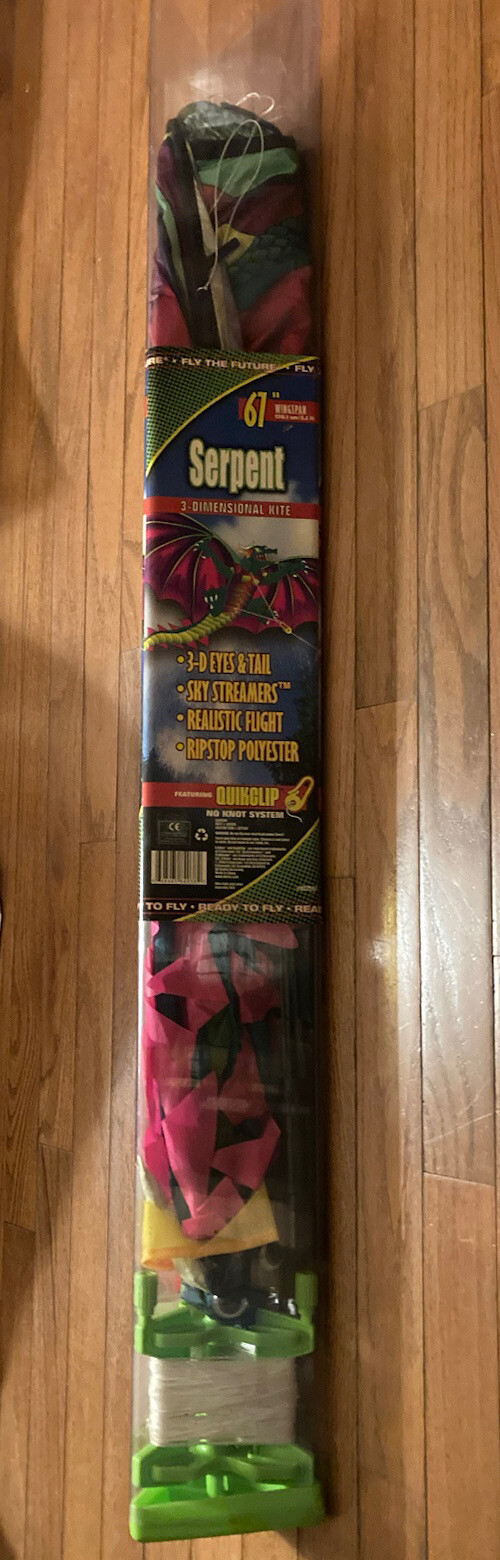 RE • FLY THE FUTURE • FLY
67"
WINGSPAN
Serpent
3-DIMENSIONAL KITE
• 3-D EYES & TAIL
• SKY STREAMERS™
• REALISTIC FLIGHT
• RIPSTOP POLYESTER
FEATURING QUIKCLIP
NO KNOT SYSTEM
CE
TO FLY • READY TO FLY • REA